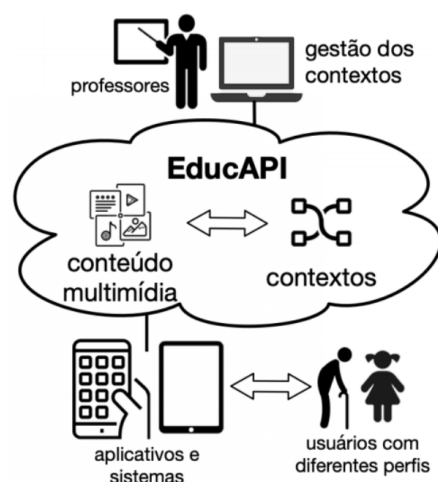 professores
gestão dos
contextos
EducAPI
conteúdo
multimídia
contextos
aplicativos e
sistemas
usuários com
diferentes perfis